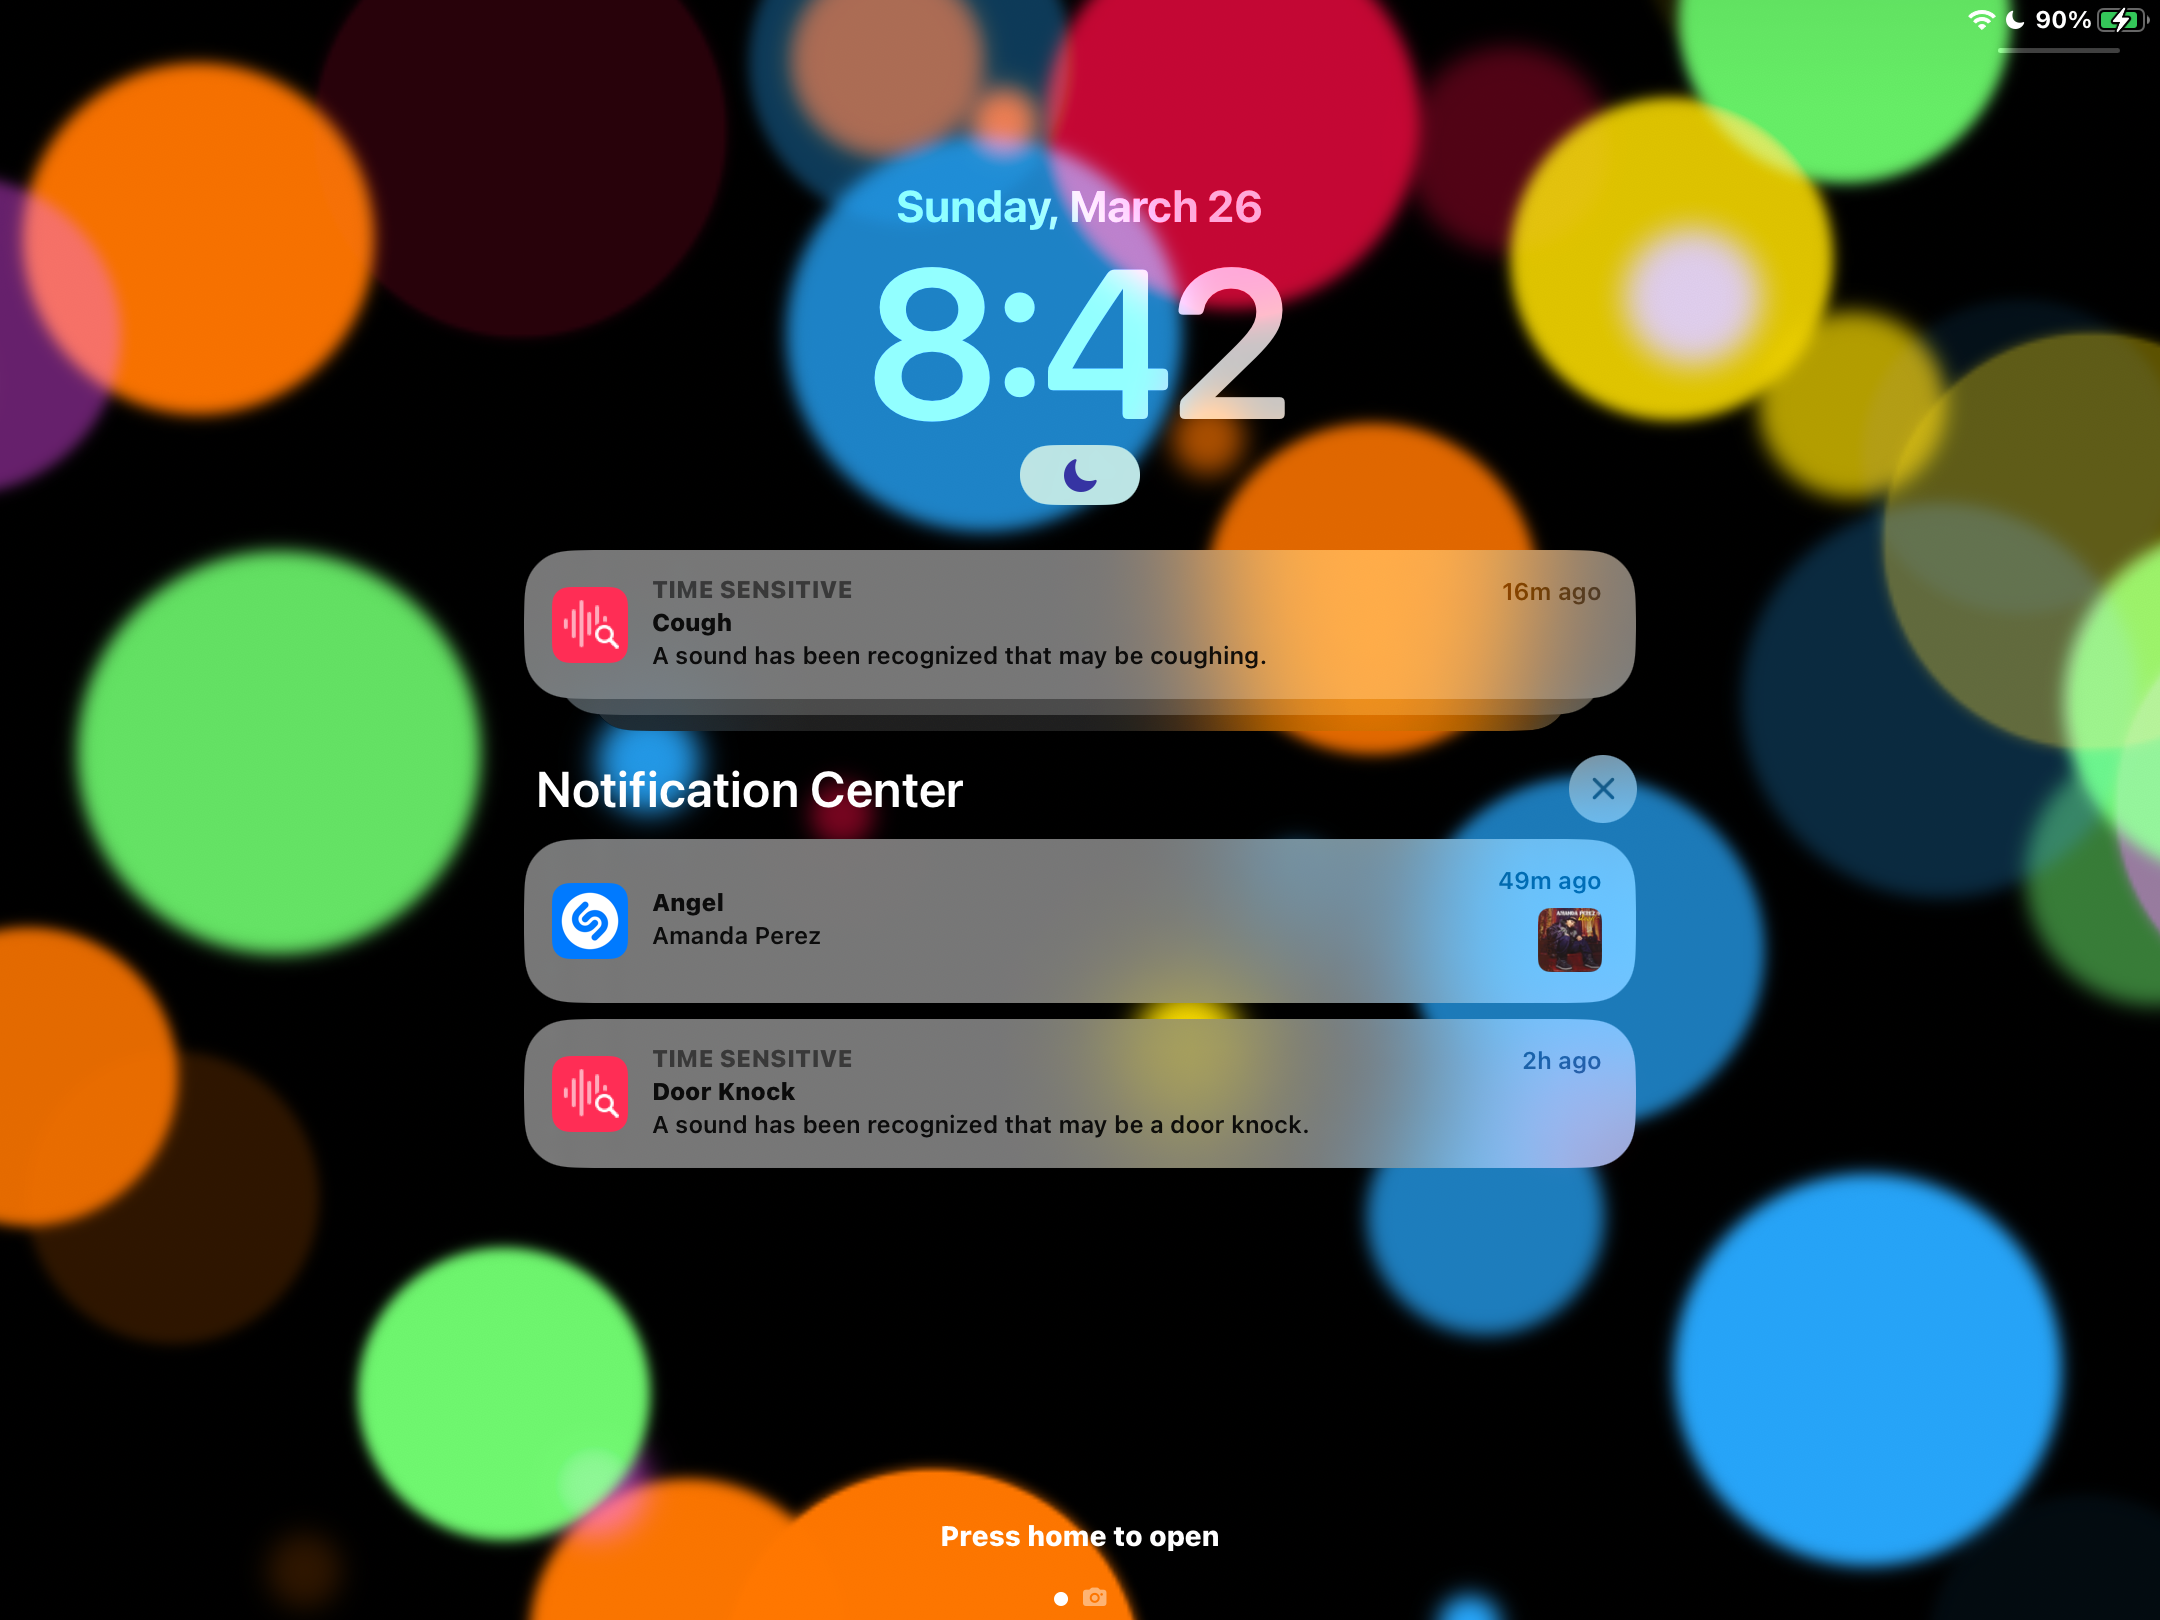 90%
Sunday, March 26
8:42
TIME SENSITIVE
16m ago
Cough
A sound has been recognized that may be coughing.
Notification Center
49m ago
Angel
Amanda Perez
AMANDA PEREZ
TIME SENSITIVE
2h ago
Door Knock
A sound has been recognized that may be a door knock.
Press home to open